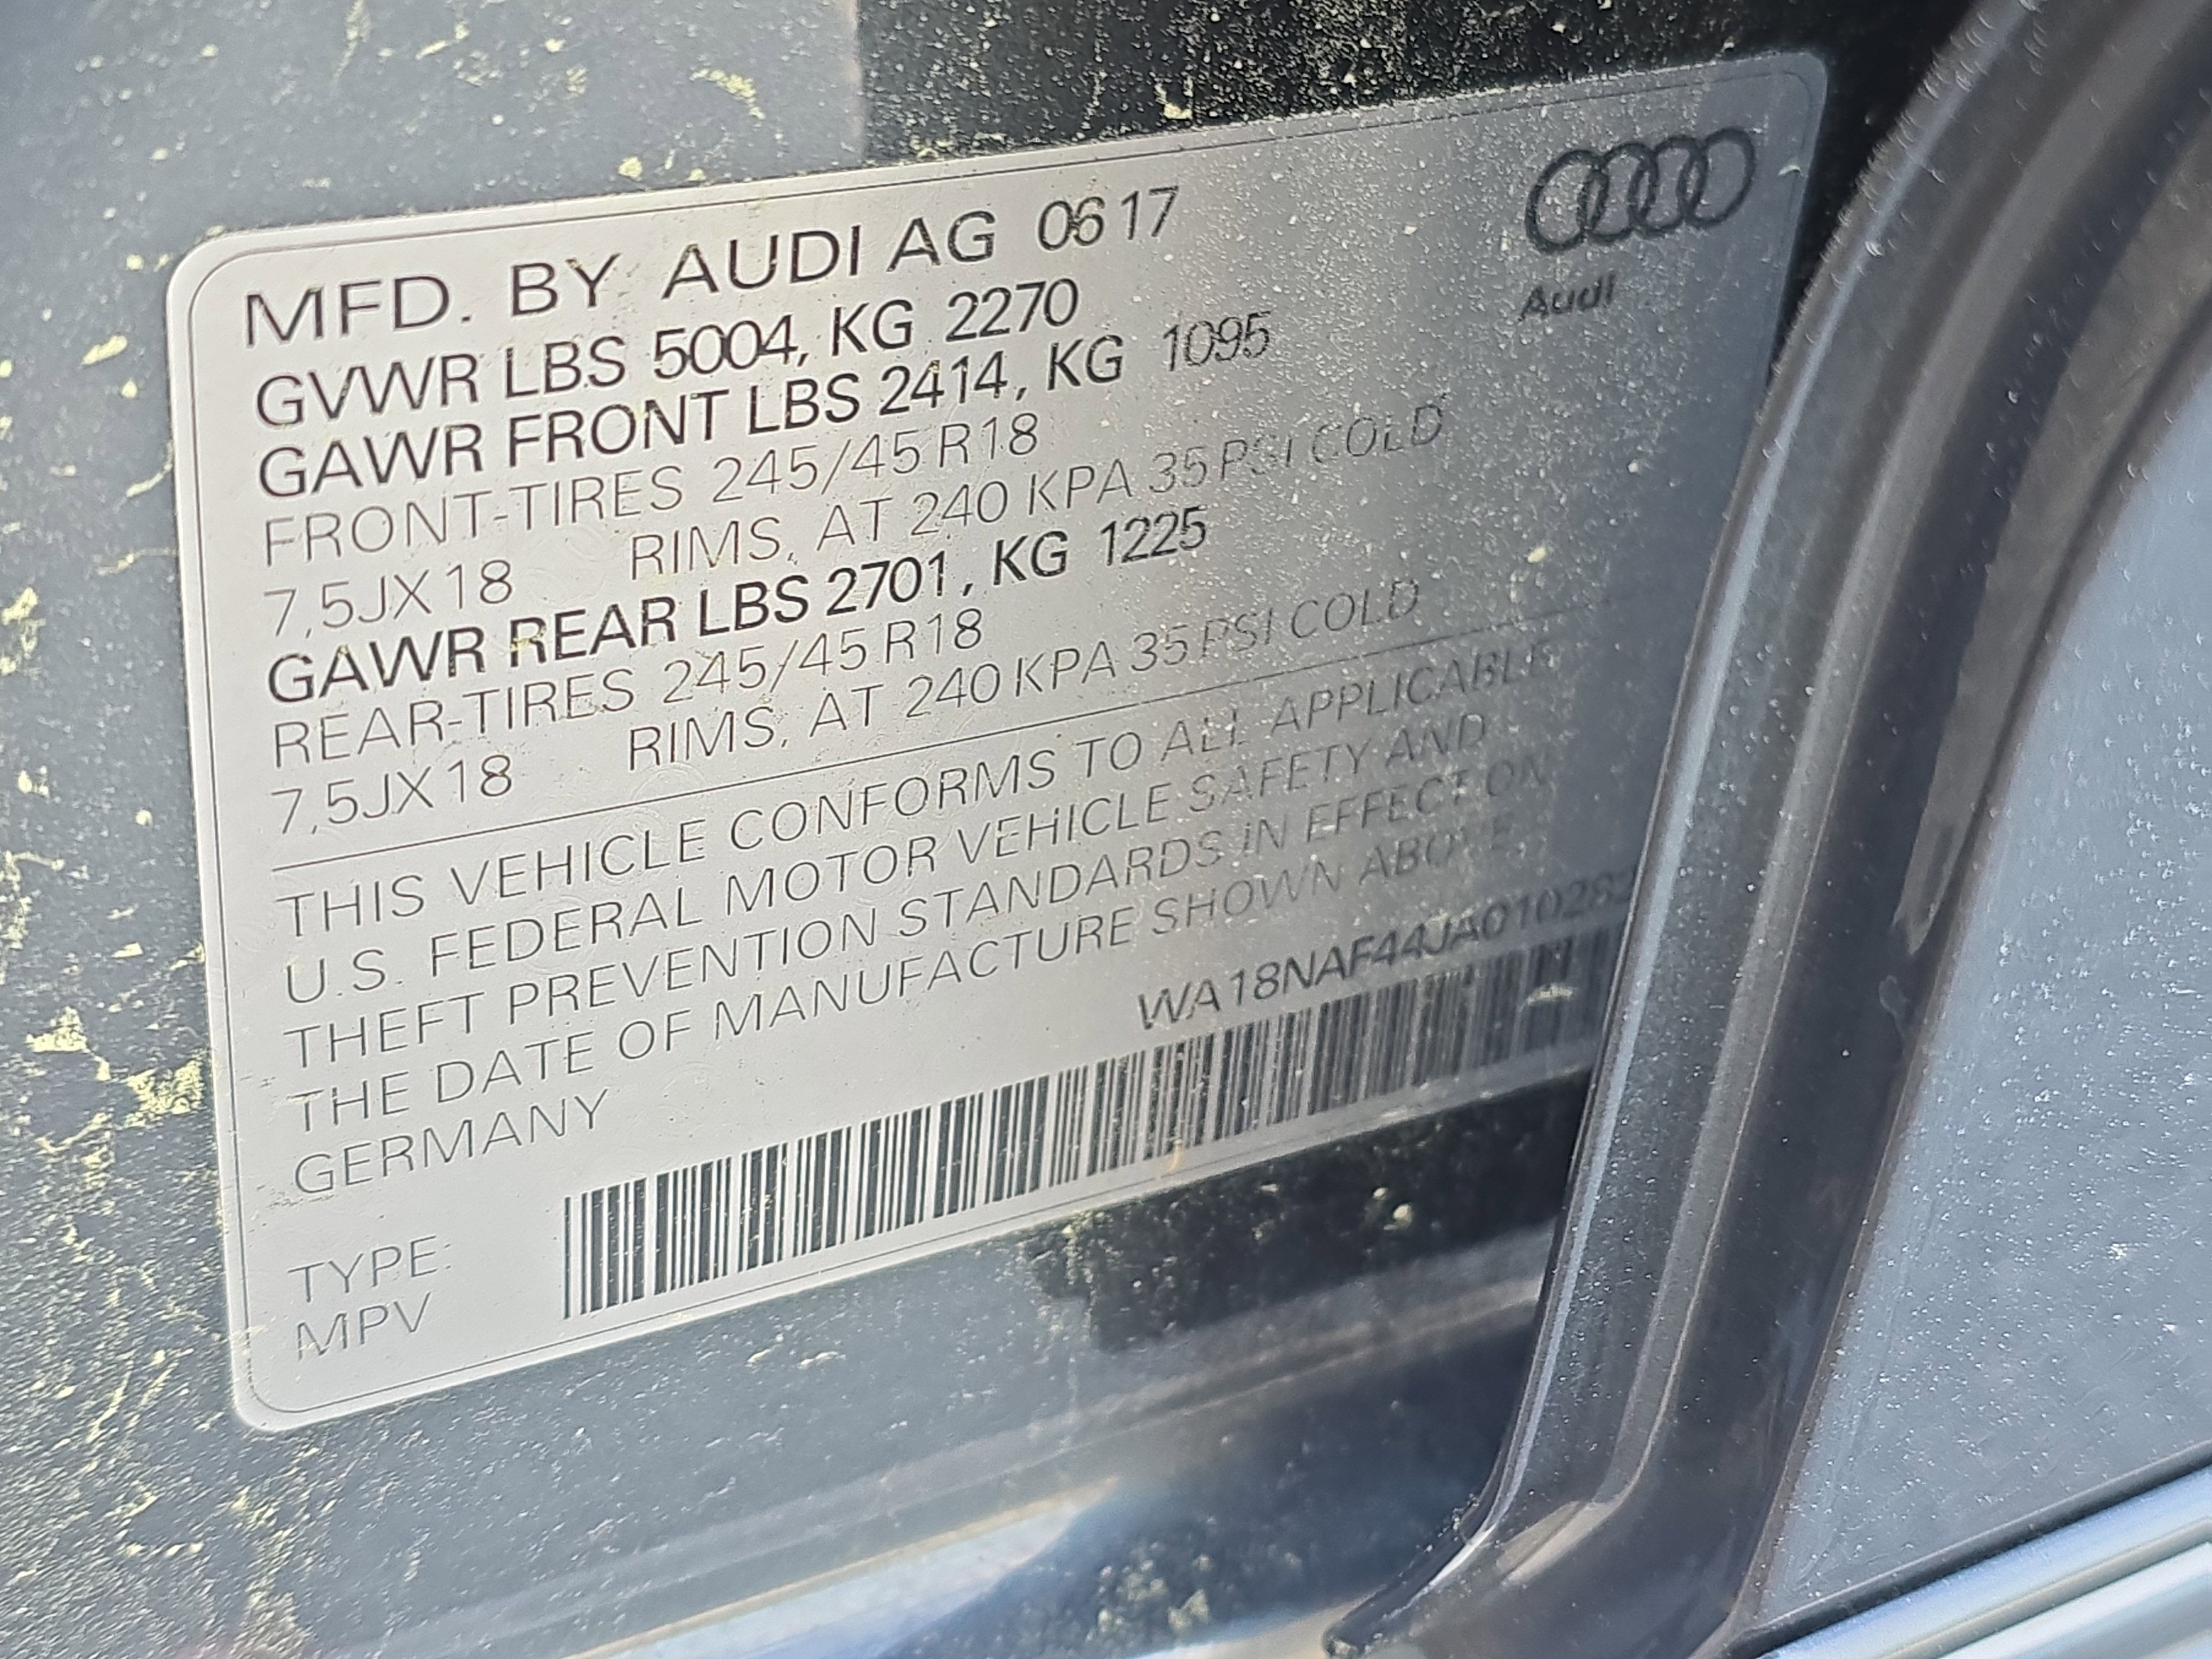 MFD. BY AUDI AG 0617
Audi
GVWR LBS 5004, KG 2270
GAWR FRONT LBS 2414, KG 1095
FRONT-TIRES 245/45 R18
7,5JX18 RIMS, AT 240 KPA 35 PSI COLD
GAWR REAR LBS 2701, KG 1225
REAR-TIRES 245/45 R18
7,5JX18 RIMS, AT 240 KPA 35 PSI COLD
THIS VEHICLE CONFORMS TO ALL APPLICABLE
U.S. FEDERAL MOTOR VEHICLE SAFETY AND
THEFT PREVENTION STANDARDS IN EFFECT ON
THE DATE OF MANUFACTURE SHOWN ABOVE.
GERMANY
TYPE:
MPV